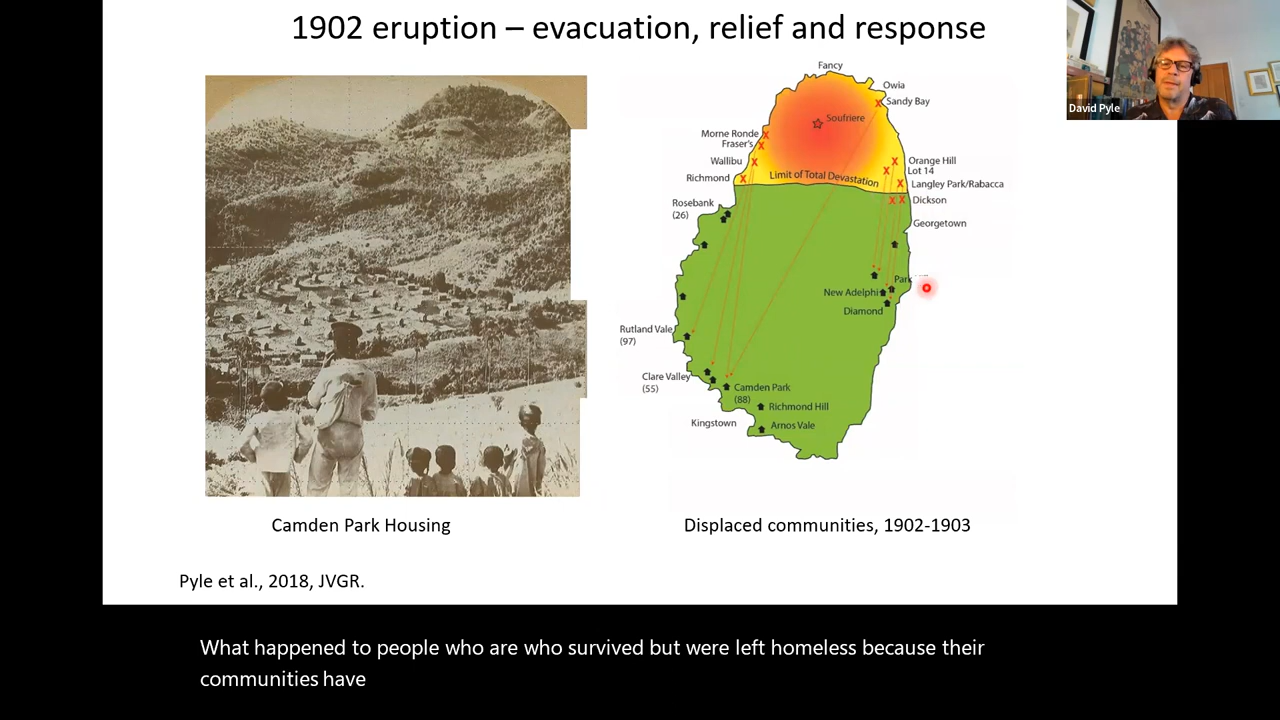 1902 eruption – evacuation, relief and response
David Pyle
Fancy
Owia
Sandy Bay
Soufriere
Morne Ronde
Fraser's
Wallibu
Richmond
Limit of Total Devastation
Orange Hill
Lot 14
Langley Park/Rabacca
Dickson
Rosebank
(26)
Georgetown
Park
New Adelphi
Diamond
Rutland Vale
(97)
Clare Valley
(55)
Camden Park
(88)
Richmond Hill
Kingstown
Arnos Vale
Camden Park Housing
Displaced communities, 1902-1903
Pyle et al., 2018, JVGR.
What happened to people who are who survived but were left homeless because their
communities have